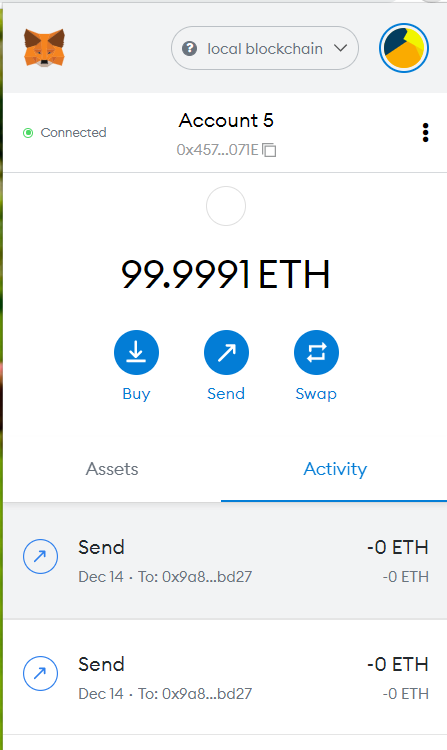 local blockchain
Connected
Account 5
0x457...071E
99.9991 ETH
Buy
Send
Swap
Assets
Activity
Send
-0 ETH
Dec 14 · To: 0x9a8...bd27
-0 ETH
Send
-0 ETH
Dec 14 · To: 0x9a8...bd27
-0 ETH